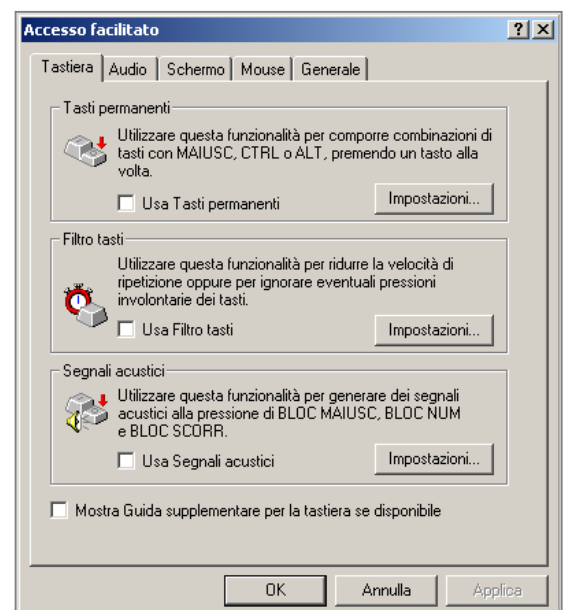 Accesso facilitato
Tastiera Audio Schermo Mouse Generale
Tasti permanenti
Utilizzare questa funzionalità per comporre combinazioni di
tasti con MAIUSC, CTRL o ALT, premendo un tasto alla
volta.
Usa Tasti permanenti Impostazioni...
Filtro tasti
Utilizzare questa funzionalità per ridurre la velocità di
ripetizione oppure per ignorare eventuali pressioni
involontarie dei tasti.
Usa Filtro tasti Impostazioni...
Segnali acustici
Utilizzare questa funzionalità per generare dei segnali
acustici alla pressione di BLOC MAIUSC, BLOC NUM
e BLOC SCORR.
Usa Segnali acustici Impostazioni...
Mostra Guida supplementare per la tastiera se disponibile
OK Annulla Applica